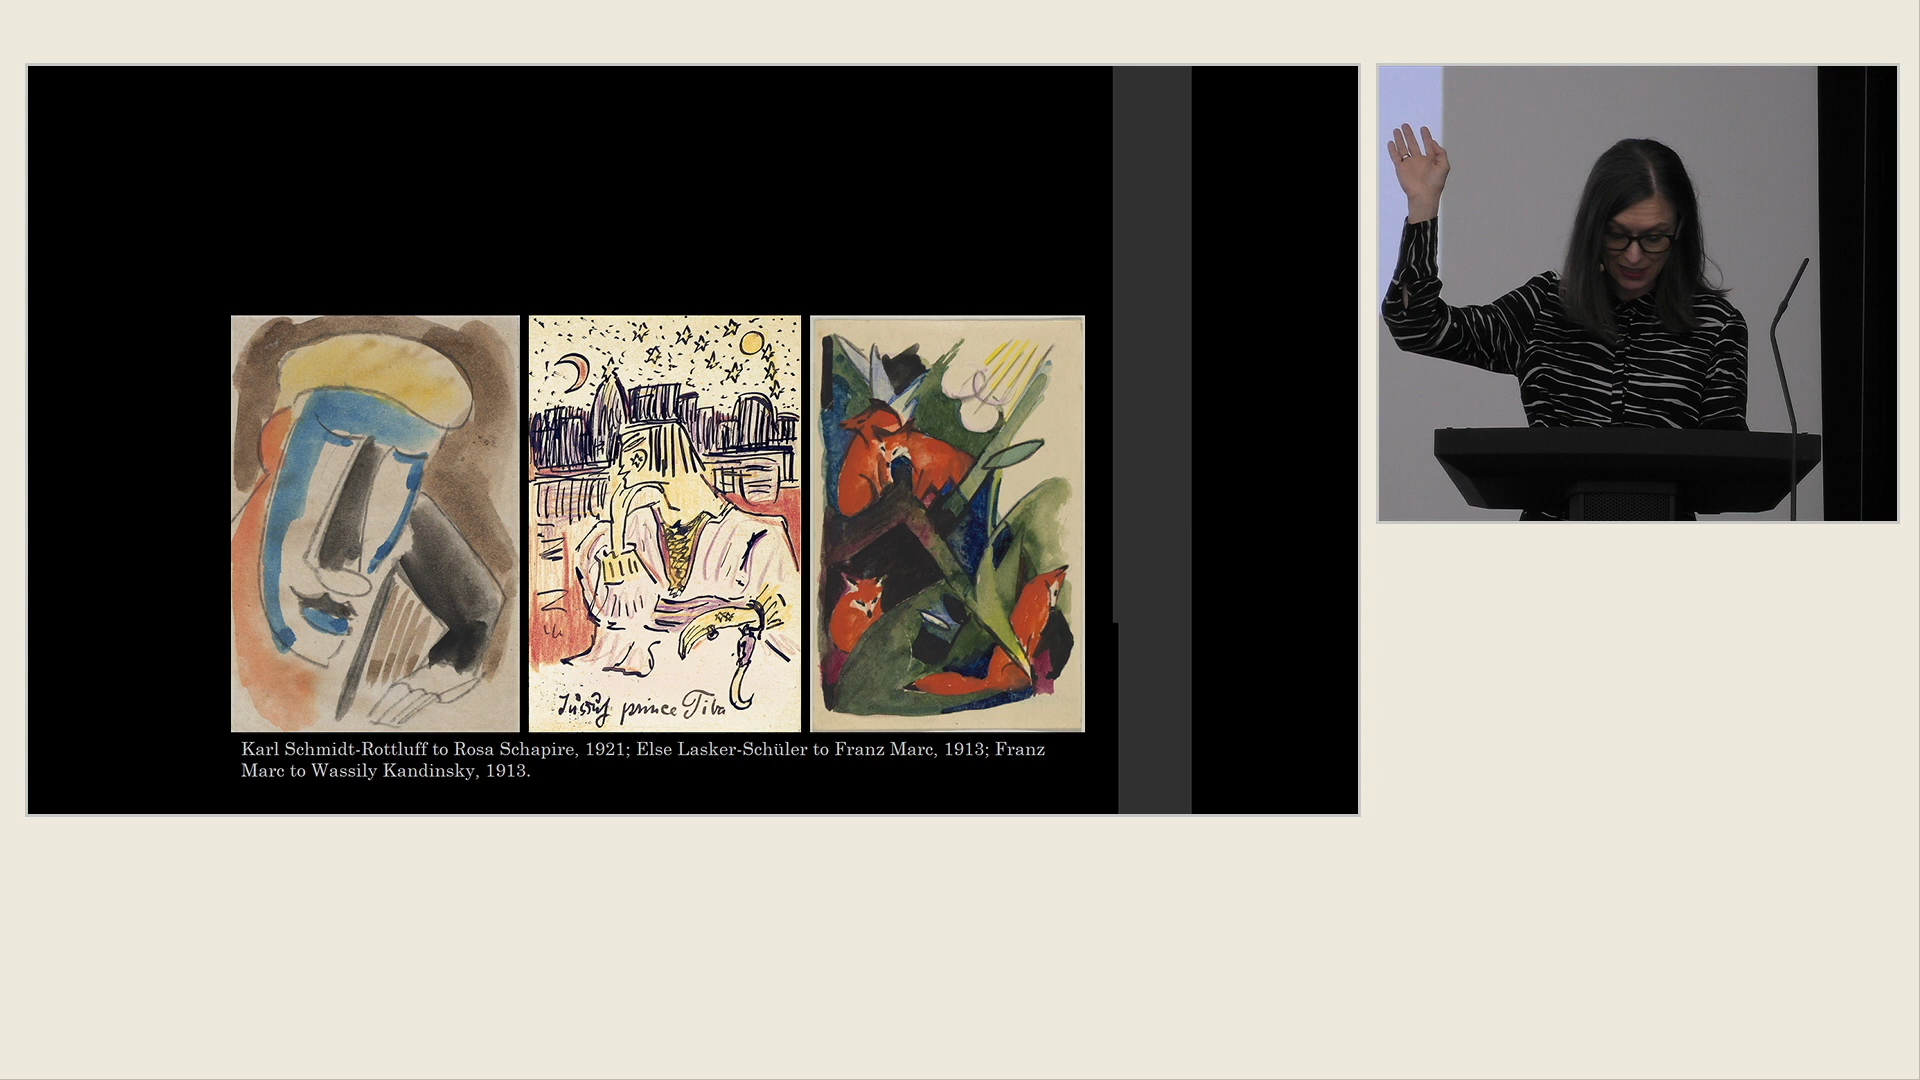 Jussuf prince Tiba
Karl Schmidt-Rottluff to Rosa Schapire, 1921; Else Lasker-Schüler to Franz Marc, 1913; Franz
Marc to Wassily Kandinsky, 1913.